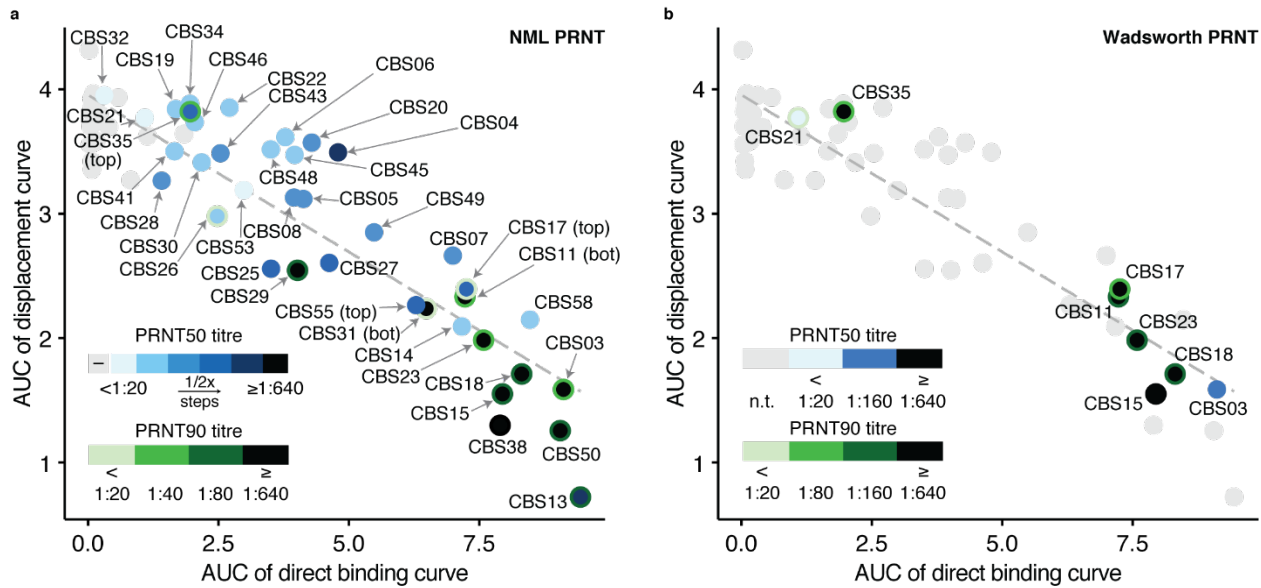 a
NML PRNT
CBS32
CBS34
CBS19
CBS46
CBS22
CBS43
CBS06
CBS20
CBS04
CBS21
CBS35
(top)
CBS41
CBS28
CBS30
CBS26
CBS53
CBS08
CBS48
CBS45
CBS05
CBS49
CBS07
CBS17 (top)
CBS11 (bot)
CBS25
CBS29
CBS27
CBS55 (top)
CBS31 (bot)
CBS14
CBS23
CBS58
CBS18
CBS03
CBS15
CBS38
CBS50
CBS13
PRNT50 titre
–
<1:20
1/2x
steps
≥1:640
PRNT90 titre
< ≥
1:20 1:40 1:80 1:640
4
3
2
1
AUC of displacement curve
0.0 2.5 5.0 7.5
AUC of direct binding curve
b
Wadsworth PRNT
CBS35
CBS21
CBS17
CBS11
CBS23
CBS18
CBS15
CBS03
PRNT50 titre
< ≥
n.t. 1:20 1:160 1:640
PRNT90 titre
< ≥
1:20 1:80 1:160 1:640
4
3
2
1
AUC of displacement curve
0.0 2.5 5.0 7.5
AUC of direct binding curve